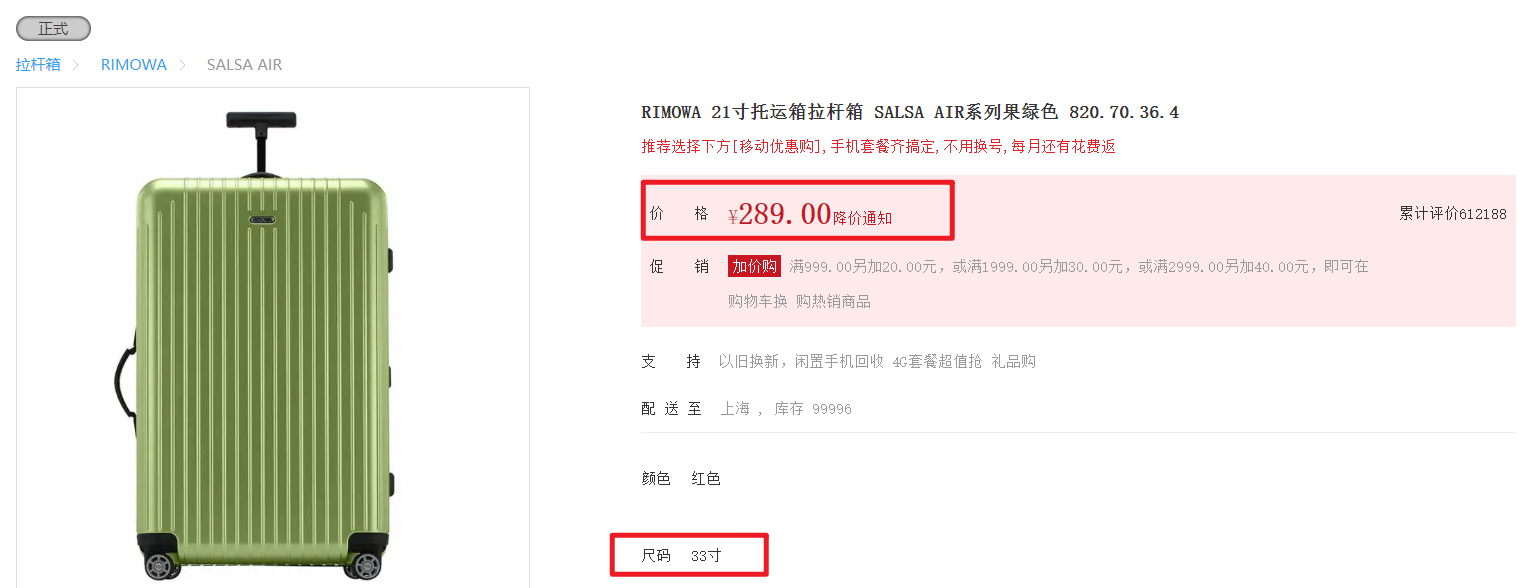 正式
拉杆箱 > RIMOWA > SALSA AIR
RIMOWA
RIMOWA 21寸托运箱拉杆箱 SALSA AIR系列果绿色 820.70.36.4
推荐选择下方[移动优惠购],手机套餐齐搞定,不用换号,每月还有花费返
价 格 ¥289.00降价通知
累计评价612188
促 销 加价购 满999.00另加20.00元，或满1999.00另加30.00元，或满2999.00另加40.00元，即可在
购物车换 购热销商品
支 持 以旧换新，闲置手机回收 4G套餐超值抢 礼品购
配 送 至 上海 , 库存 99996
颜色 红色
尺码 33寸